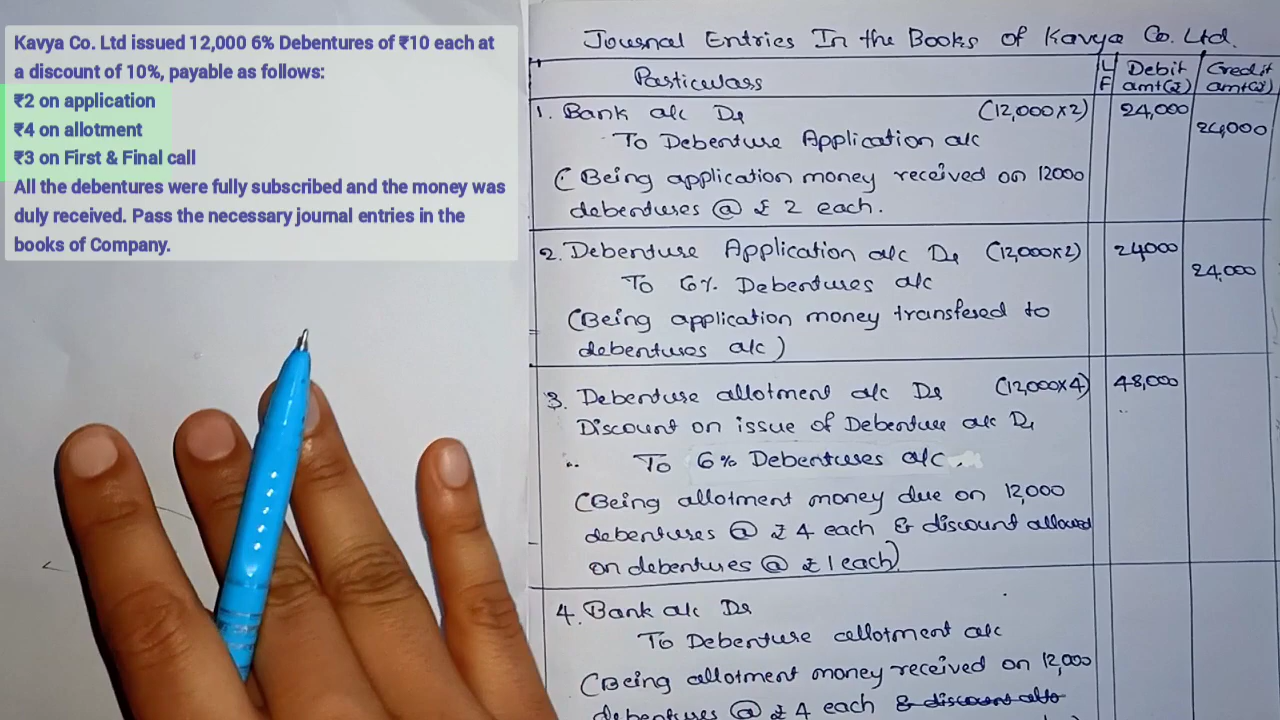 Kavya Co. Ltd issued 12,000 6% Debentures of ₹10 each at
a discount of 10%, payable as follows:
₹2 on application
₹4 on allotment
₹3 on First & Final call
All the debentures were fully subscribed and the money was
duly received. Pass the necessary journal entries in the
books of Company.
Journal Entries In the Books of Kavya Co. Ltd.
Particulars L F Debit amt(₹) Credit amt(₹)
1. Bank a/c Dr (12,000×2) 24,000
To Debenture Application a/c 24,000
(Being application money received on 12000
debentures @ ₹ 2 each.
2. Debenture Application a/c Dr (12,000×2) 24000
To 6% Debentures a/c 24,000
(Being application money transfered to
debentures a/c)
3. Debenture allotment a/c Dr (12,000×4) 48,000
Discount on issue of Debenture a/c Dr
To 6% Debentures a/c.
(Being allotment money due on 12,000
debentures @ ₹ 4 each & discount allowed
on debentures @ ₹ 1 each)
4. Bank a/c Dr
To Debenture allotment a/c
(Being allotment money received on 12,000
debentures @ ₹ 4 each & discount allo